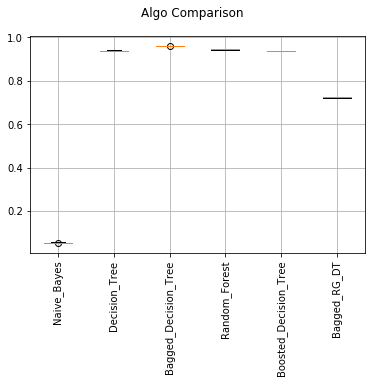 Algo Comparison
1.0
0.8
0.6
0.4
0.2
Naive_Bayes
Decision_Tree
Bagged_Decision_Tree
Random_Forest
Boosted_Decision_Tree
Bagged_RG_DT